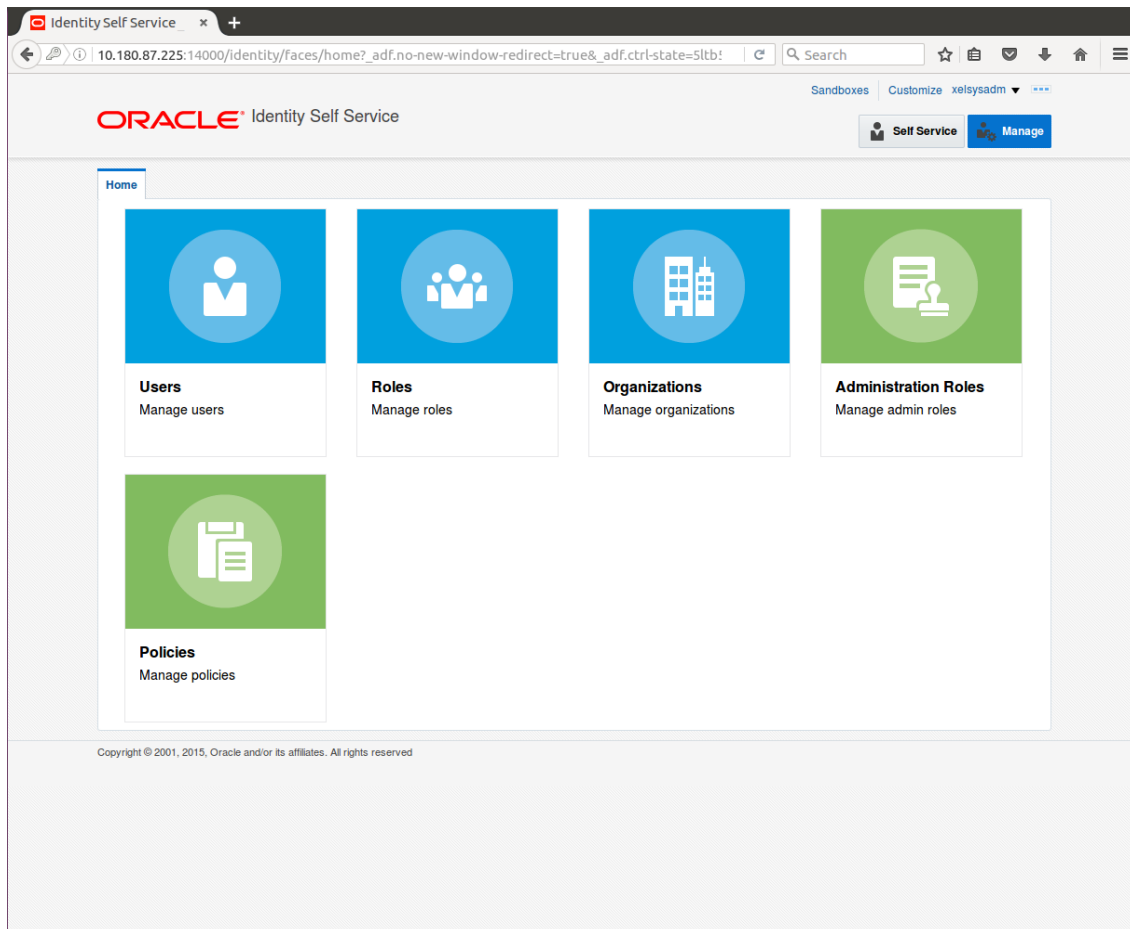 Identity Self Service_ × +
10.180.87.225:14000/identity/faces/home?_adf.no-new-window-redirect=true&_adf.ctrl-state=5ltb5 Search
Sandboxes Customize xelsysadm
ORACLE Identity Self Service
Self Service Manage
Home
Users Roles Organizations Administration Roles
Manage users Manage roles Manage organizations Manage admin roles
Policies
Manage policies
Copyright © 2001, 2015, Oracle and/or its affiliates. All rights reserved